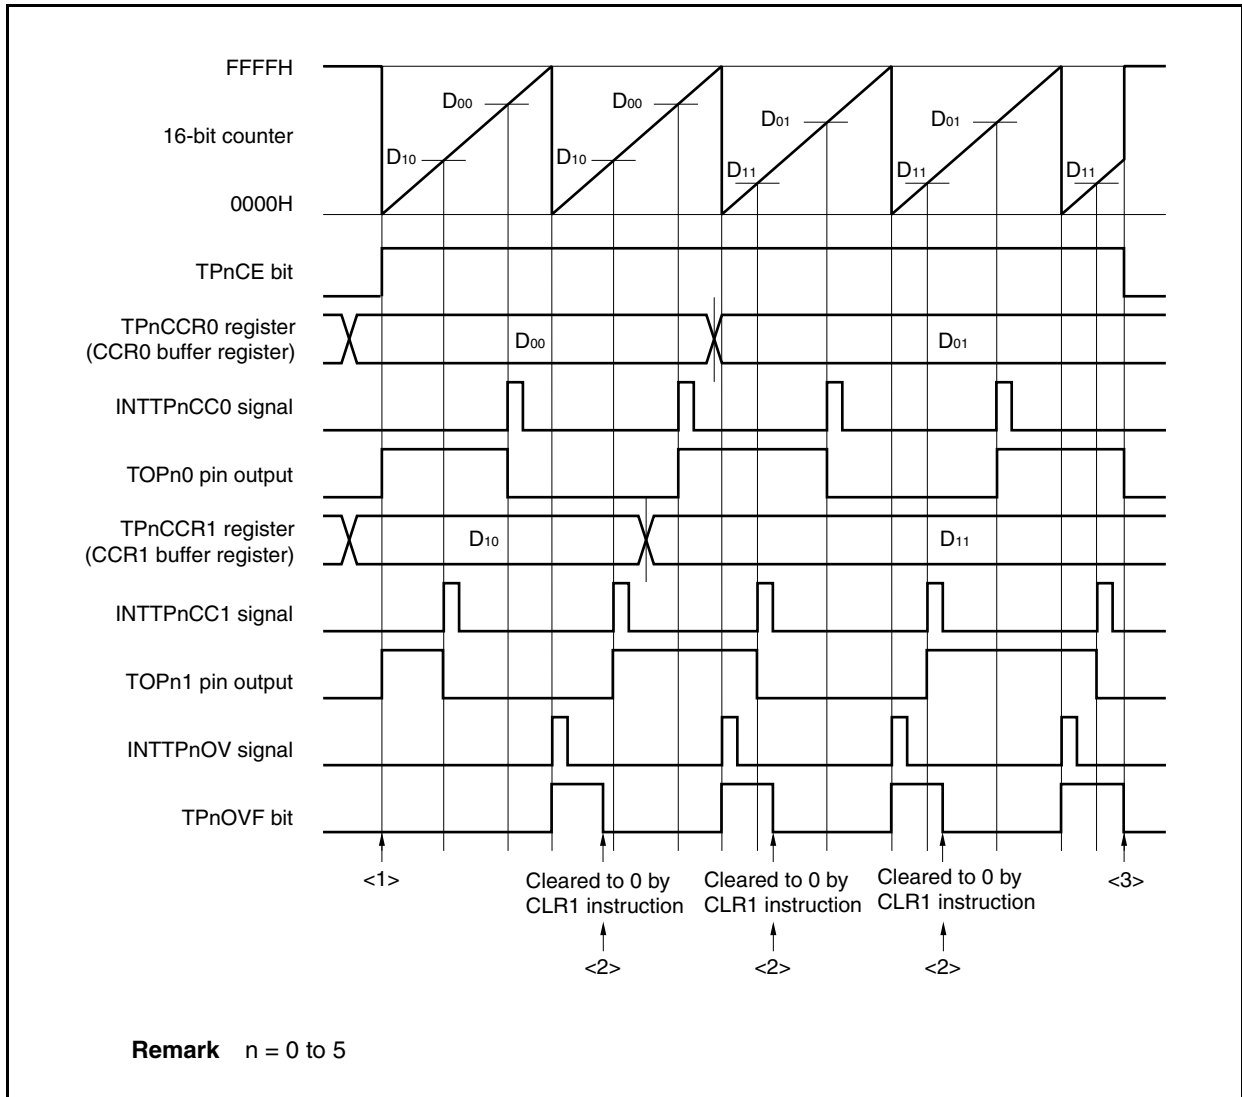 FFFFH
D00
D00
D01
D01
16-bit counter
D10
D10
D11
D11
D11
0000H
TPnCE bit
TPnCCR0 register
(CCR0 buffer register)
D00
D01
INTTPnCC0 signal
TOPn0 pin output
TPnCCR1 register
(CCR1 buffer register)
D10
D11
INTTPnCC1 signal
TOPn1 pin output
INTTPnOV signal
TPnOVF bit
<1>
Cleared to 0 by
CLR1 instruction
Cleared to 0 by
CLR1 instruction
Cleared to 0 by
CLR1 instruction
<3>
<2>
<2>
<2>
Remark n = 0 to 5